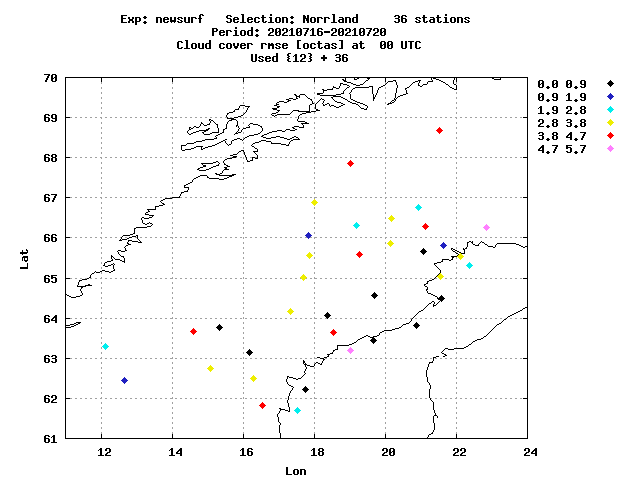 Exp: newsurf Selection: Norrland 36 stations
Period: 20210716-20210720
Cloud cover rmse [octas] at 00 UTC
Used {12} + 36
70
69
68
67
66
65
64
63
62
61
Lat
12 14 16 18 20 22 24
Lon
0.0 0.9
0.9 1.9
1.9 2.8
2.8 3.8
3.8 4.7
4.7 5.7